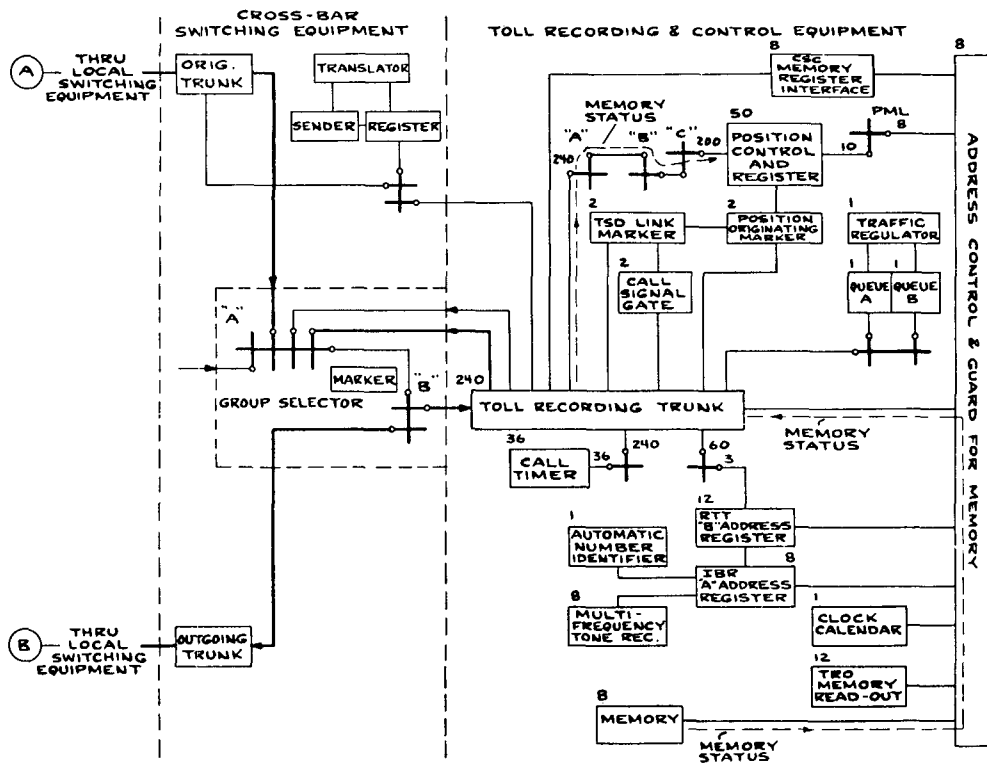 CROSS-BAR
SWITCHING EQUIPMENT
TOLL RECORDING & CONTROL EQUIPMENT
A
THRU
LOCAL
SWITCHING
EQUIPMENT
ORIG.
TRUNK
TRANSLATOR
SENDER
REGISTER
8
CSC
MEMORY
REGISTER
INTERFACE
8
ADDRESS CONTROL & GUARD FOR MEMORY
MEMORY
STATUS
"A"
"B"
"C"
240
200
50
POSITION
CONTROL
AND
REGISTER
PML
8
10
2
TSD LINK
MARKER
2
POSITION
ORIGINATING
MARKER
1
TRAFFIC
REGULATOR
2
CALL
SIGNAL
GATE
1
QUEUE
A
1
QUEUE
B
"A"
MARKER
"B"
GROUP SELECTOR
240
TOLL RECORDING TRUNK
MEMORY
STATUS
36
CALL
TIMER
36
240
60
3
12
RTT
"B" ADDRESS
REGISTER
1
AUTOMATIC
NUMBER
IDENTIFIER
8
IBR
"A" ADDRESS
REGISTER
8
MULTI-
FREQUENCY
TONE REC.
1
CLOCK
CALENDAR
B
THRU
LOCAL
SWITCHING
EQUIPMENT
OUTGOING
TRUNK
12
TRO
MEMORY
READ-OUT
8
MEMORY
MEMORY
STATUS